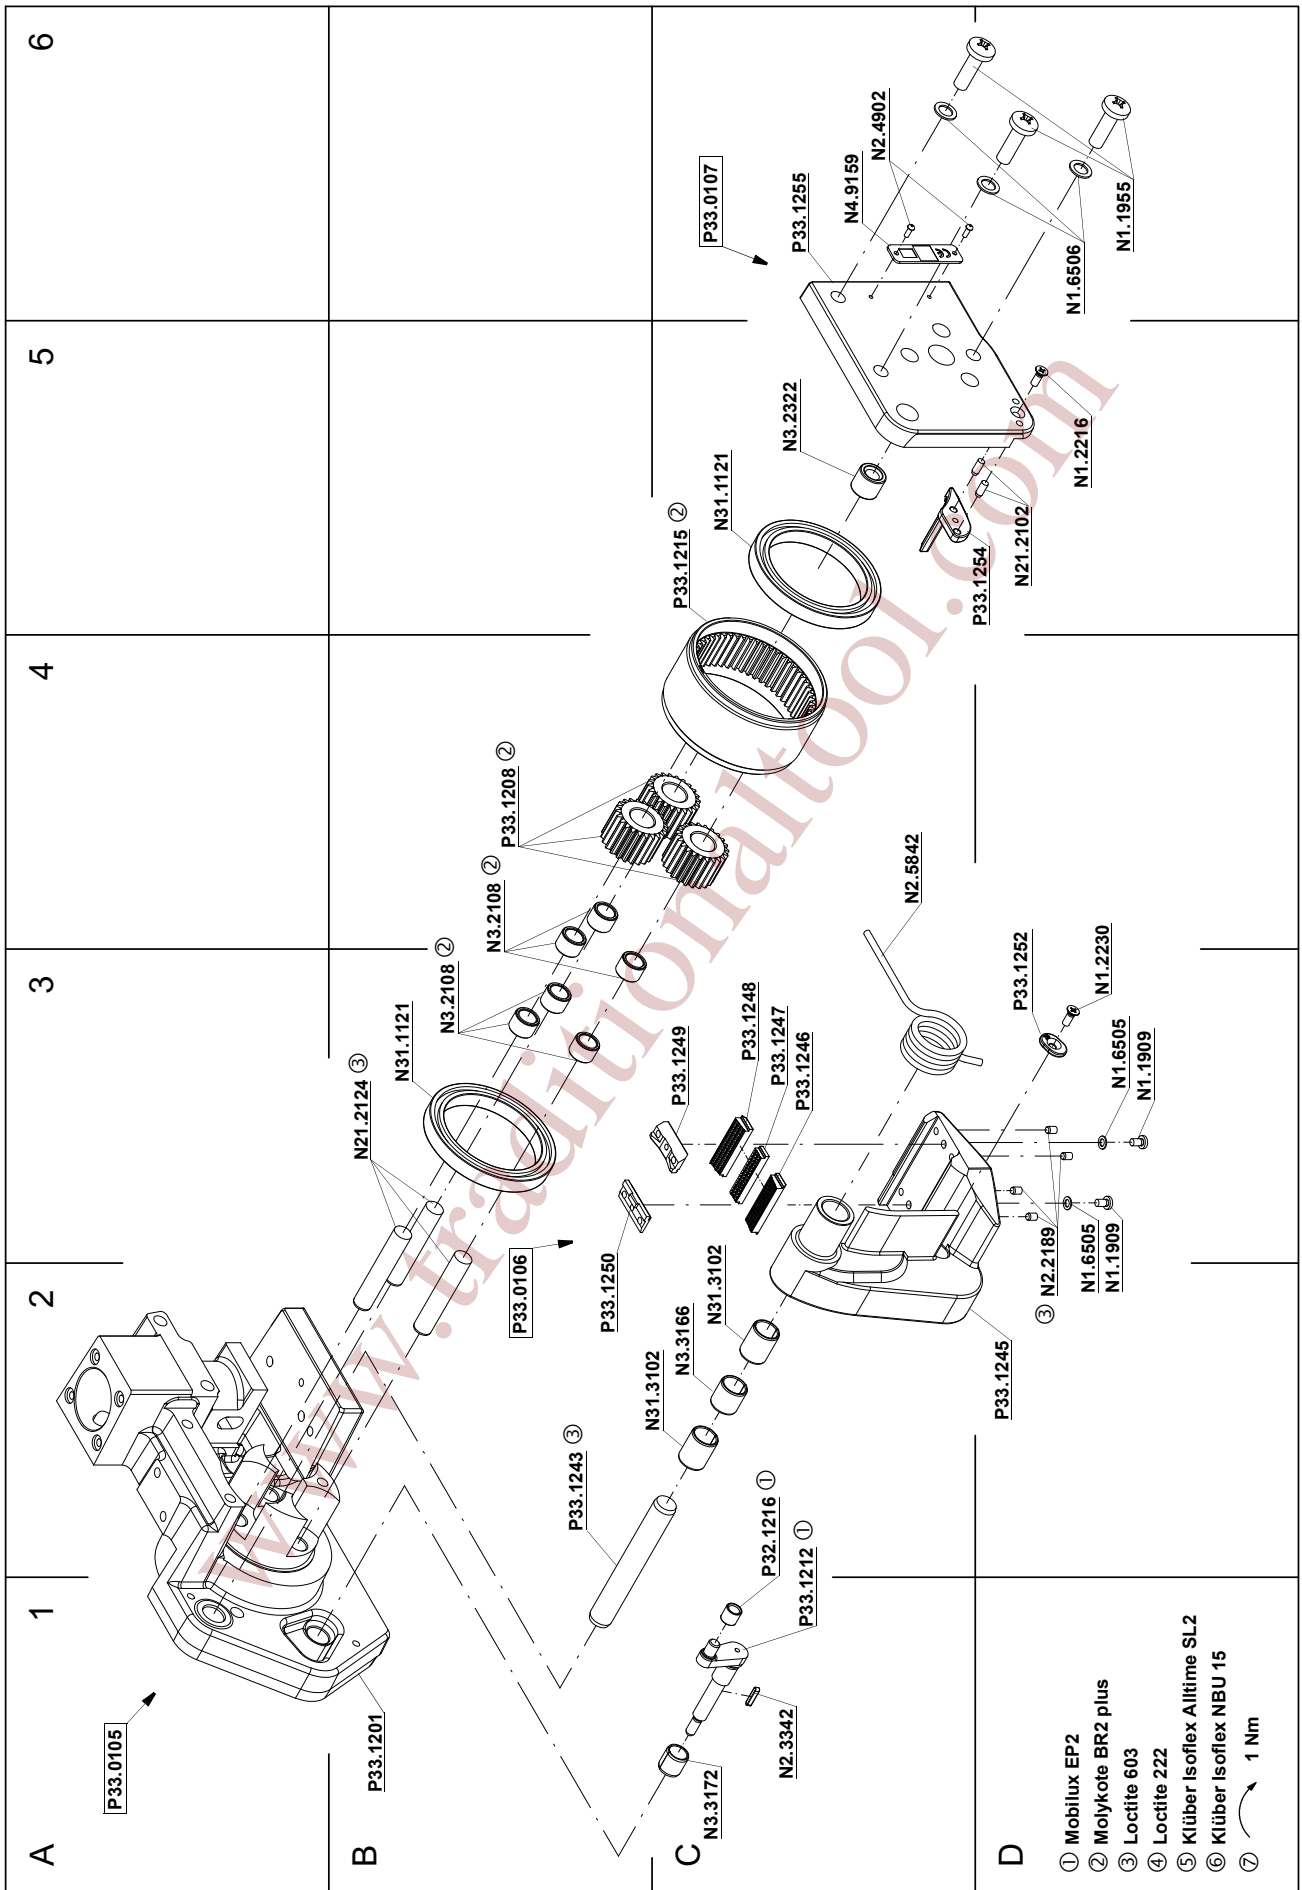 A
B
C
D
1
2
3
4
5
6
P33.0105
P33.1201
N21.2124 ③
N31.1121
N3.2108 ②
N3.2108 ②
P33.1208 ②
P33.1215 ②
N31.1121
N3.2322
P33.1255
P33.0107
N4.9159
N2.4902
N1.6506
N1.1955
N1.2216
N21.2102
P33.1254
P33.0106
P33.1250
P33.1249
P33.1248
P33.1247
P33.1246
N2.5842
P33.1252
N1.2230
N1.6505
N1.1909
③ N2.2189
N1.6505
N1.1909
P33.1245
N31.3102
N3.3166
N31.3102
P33.1243 ③
P32.1216 ①
P33.1212 ①
N2.3342
N3.3172
① Mobilux EP2
② Molykote BR2 plus
③ Loctite 603
④ Loctite 222
⑤ Klüber Isoflex Alltime SL2
⑥ Klüber Isoflex NBU 15
⑦ 1 Nm
www.traditionaltool.com